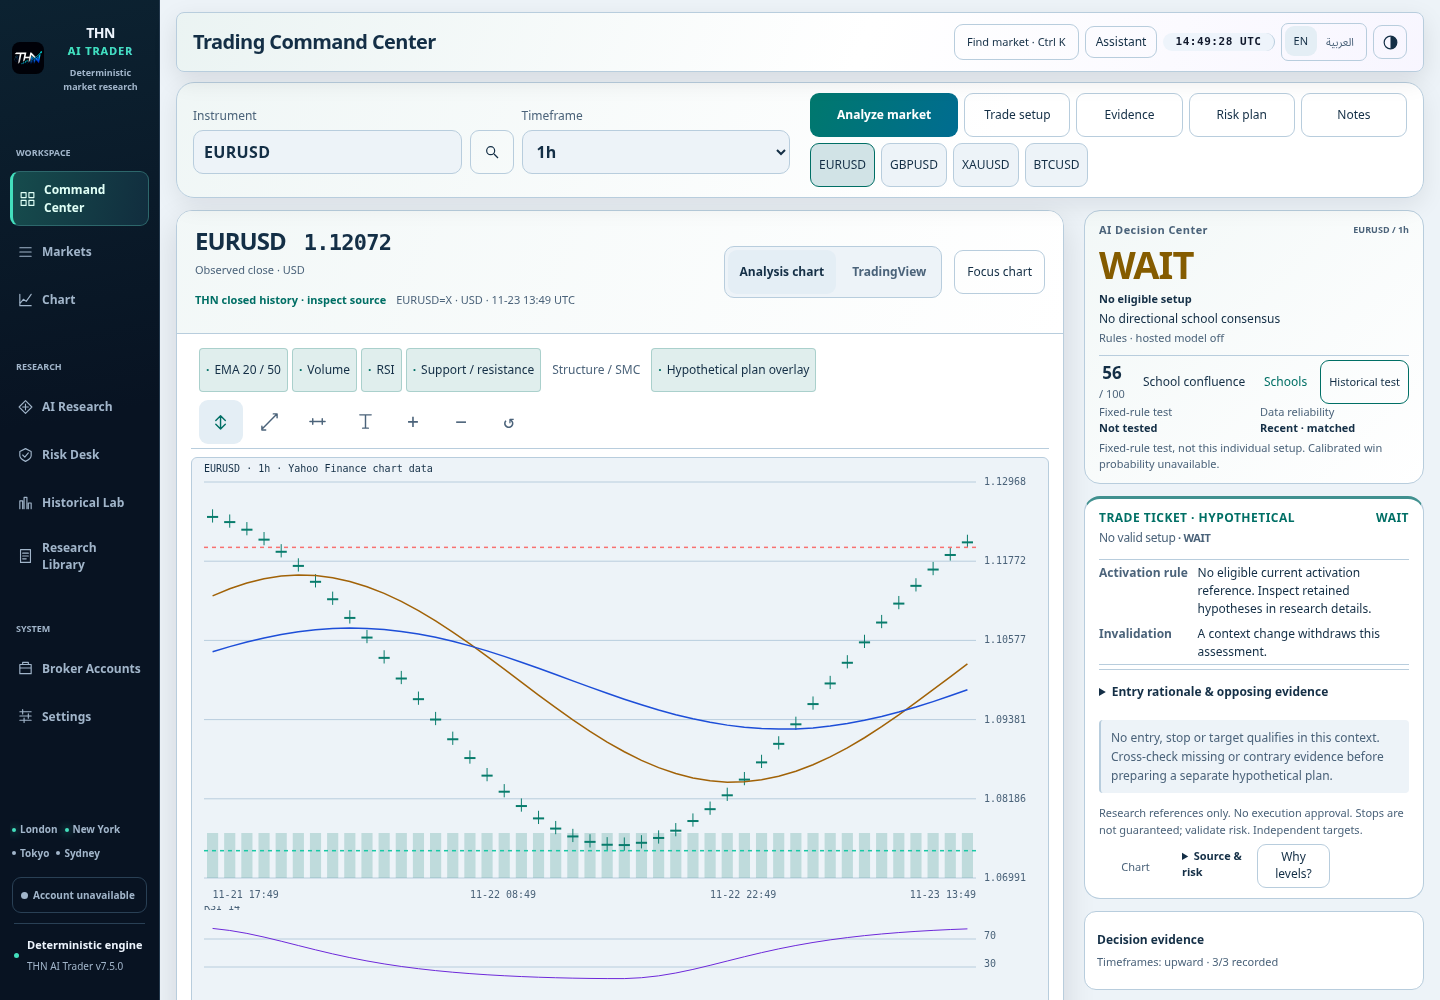 THN
AI TRADER
Deterministic
market research
WORKSPACE
Command
Center
Markets
Chart
RESEARCH
AI Research
Risk Desk
Historical Lab
Research
Library
SYSTEM
Broker Accounts
Settings
London New York
Tokyo Sydney
Account unavailable
Deterministic engine
THN AI Trader v7.5.0
Trading Command Center
Find market · Ctrl K
Assistant
14:49:28 UTC
EN
العربية
Instrument
EURUSD
Timeframe
1h
Analyze market
Trade setup
Evidence
Risk plan
Notes
EURUSD
GBPUSD
XAUUSD
BTCUSD
EURUSD 1.12072
Observed close · USD
THN closed history · inspect source EURUSD=X · USD · 11-23 13:49 UTC
Analysis chart
TradingView
Focus chart
· EMA 20 / 50
· Volume
· RSI
· Support / resistance
Structure / SMC
· Hypothetical plan overlay
EURUSD · 1h · Yahoo Finance chart data
1.12968
1.11772
1.10577
1.09381
1.08186
1.06991
11-21 17:49
11-22 08:49
11-22 22:49
11-23 13:49
RSI 14
70
30
AI Decision Center
EURUSD / 1h
WAIT
No eligible setup
No directional school consensus
Rules · hosted model off
56
/ 100
School confluence
Schools
Historical test
Fixed-rule test
Not tested
Data reliability
Recent · matched
Fixed-rule test, not this individual setup. Calibrated win
probability unavailable.
TRADE TICKET · HYPOTHETICAL
WAIT
No valid setup · WAIT
Activation rule
No eligible current activation
reference. Inspect retained
hypotheses in research details.
Invalidation
A context change withdraws this
assessment.
Entry rationale & opposing evidence
No entry, stop or target qualifies in this context.
Cross-check missing or contrary evidence before
preparing a separate hypothetical plan.
Research references only. No execution approval. Stops are
not guaranteed; validate risk. Independent targets.
Chart
Source &
risk
Why
levels?
Decision evidence
Timeframes: upward · 3/3 recorded